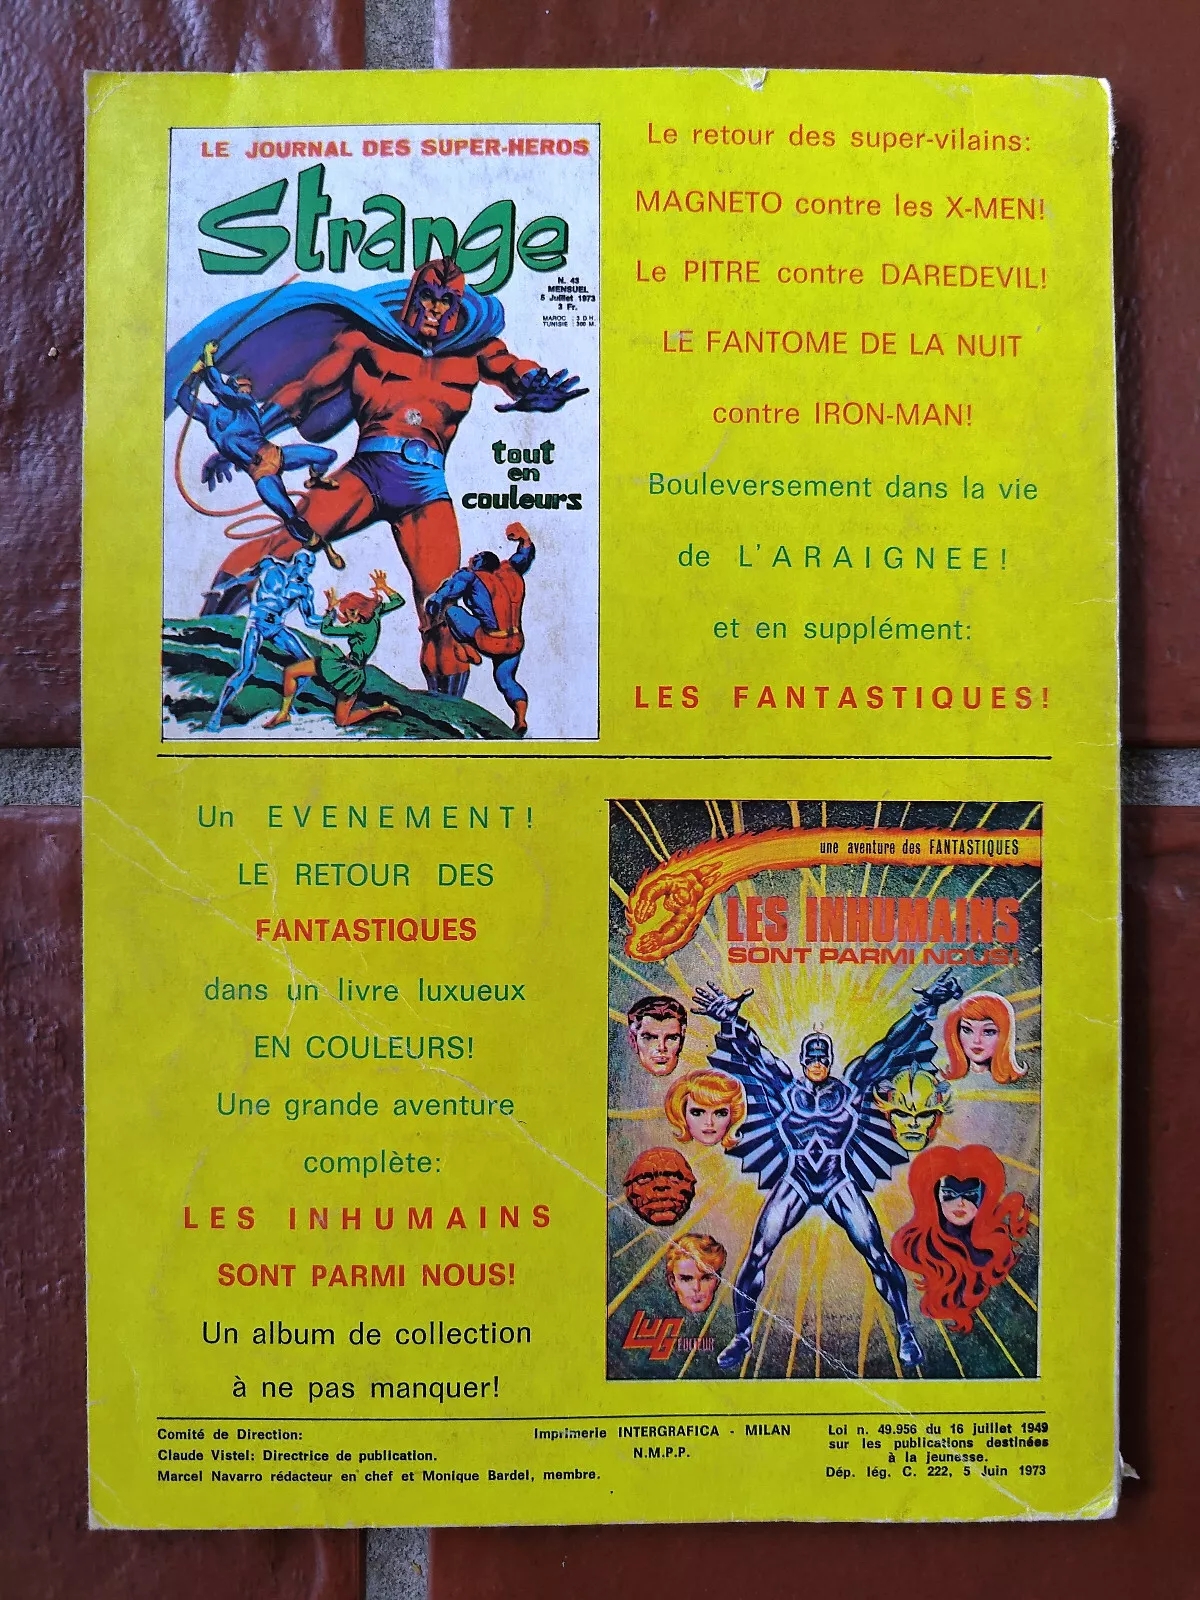 LE JOURNAL DES SUPER-HEROS
Strange
N. 43
MENSUEL
5 Juillet 1973
3 Fr.
MAROC : 3 D.H.
TUNISIE : 300 M.
tout
en
couleurs
Le retour des super-vilains:
MAGNETO contre les X-MEN!
Le PITRE contre DAREDEVIL!
LE FANTOME DE LA NUIT
contre IRON-MAN!
Bouleversement dans la vie
de L'ARAIGNEE!
et en supplément:
LES FANTASTIQUES!
Un EVENEMENT!
LE RETOUR DES
FANTASTIQUES
dans un livre luxueux
EN COULEURS!
Une grande aventure
complète:
LES INHUMAINS
SONT PARMI NOUS!
Un album de collection
à ne pas manquer!
une aventure des FANTASTIQUES
LES INHUMAINS
SONT PARMI NOUS!
LUG EDITEUR
Comité de Direction:
Claude Vistel: Directrice de publication.
Marcel Navarro rédacteur en chef et Monique Bardel, membre.
Imprimerie INTERGRAFICA - MILAN
N.M.P.P.
Loi n. 49.956 du 16 juillet 1949
sur les publications destinées
à la jeunesse.
Dép. lég. C. 222, 5 Juin 1973